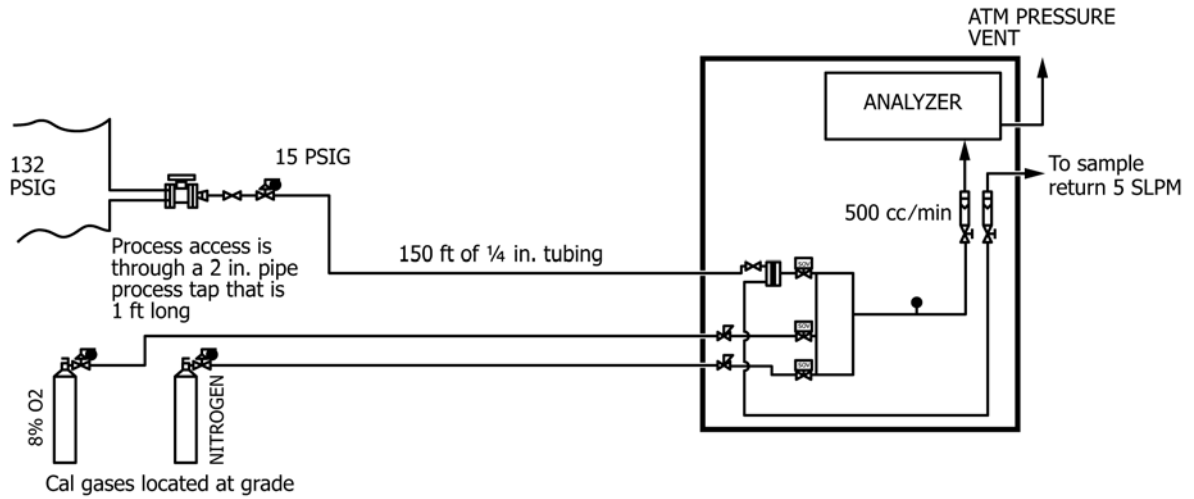 ATM PRESSURE
VENT
ANALYZER
132
PSIG
15 PSIG
To sample
return 5 SLPM
500 cc/min
Process access is
through a 2 in. pipe
process tap that is
1 ft long
150 ft of ¼ in. tubing
SOV
SOV
SOV
8% O2
NITROGEN
Cal gases located at grade